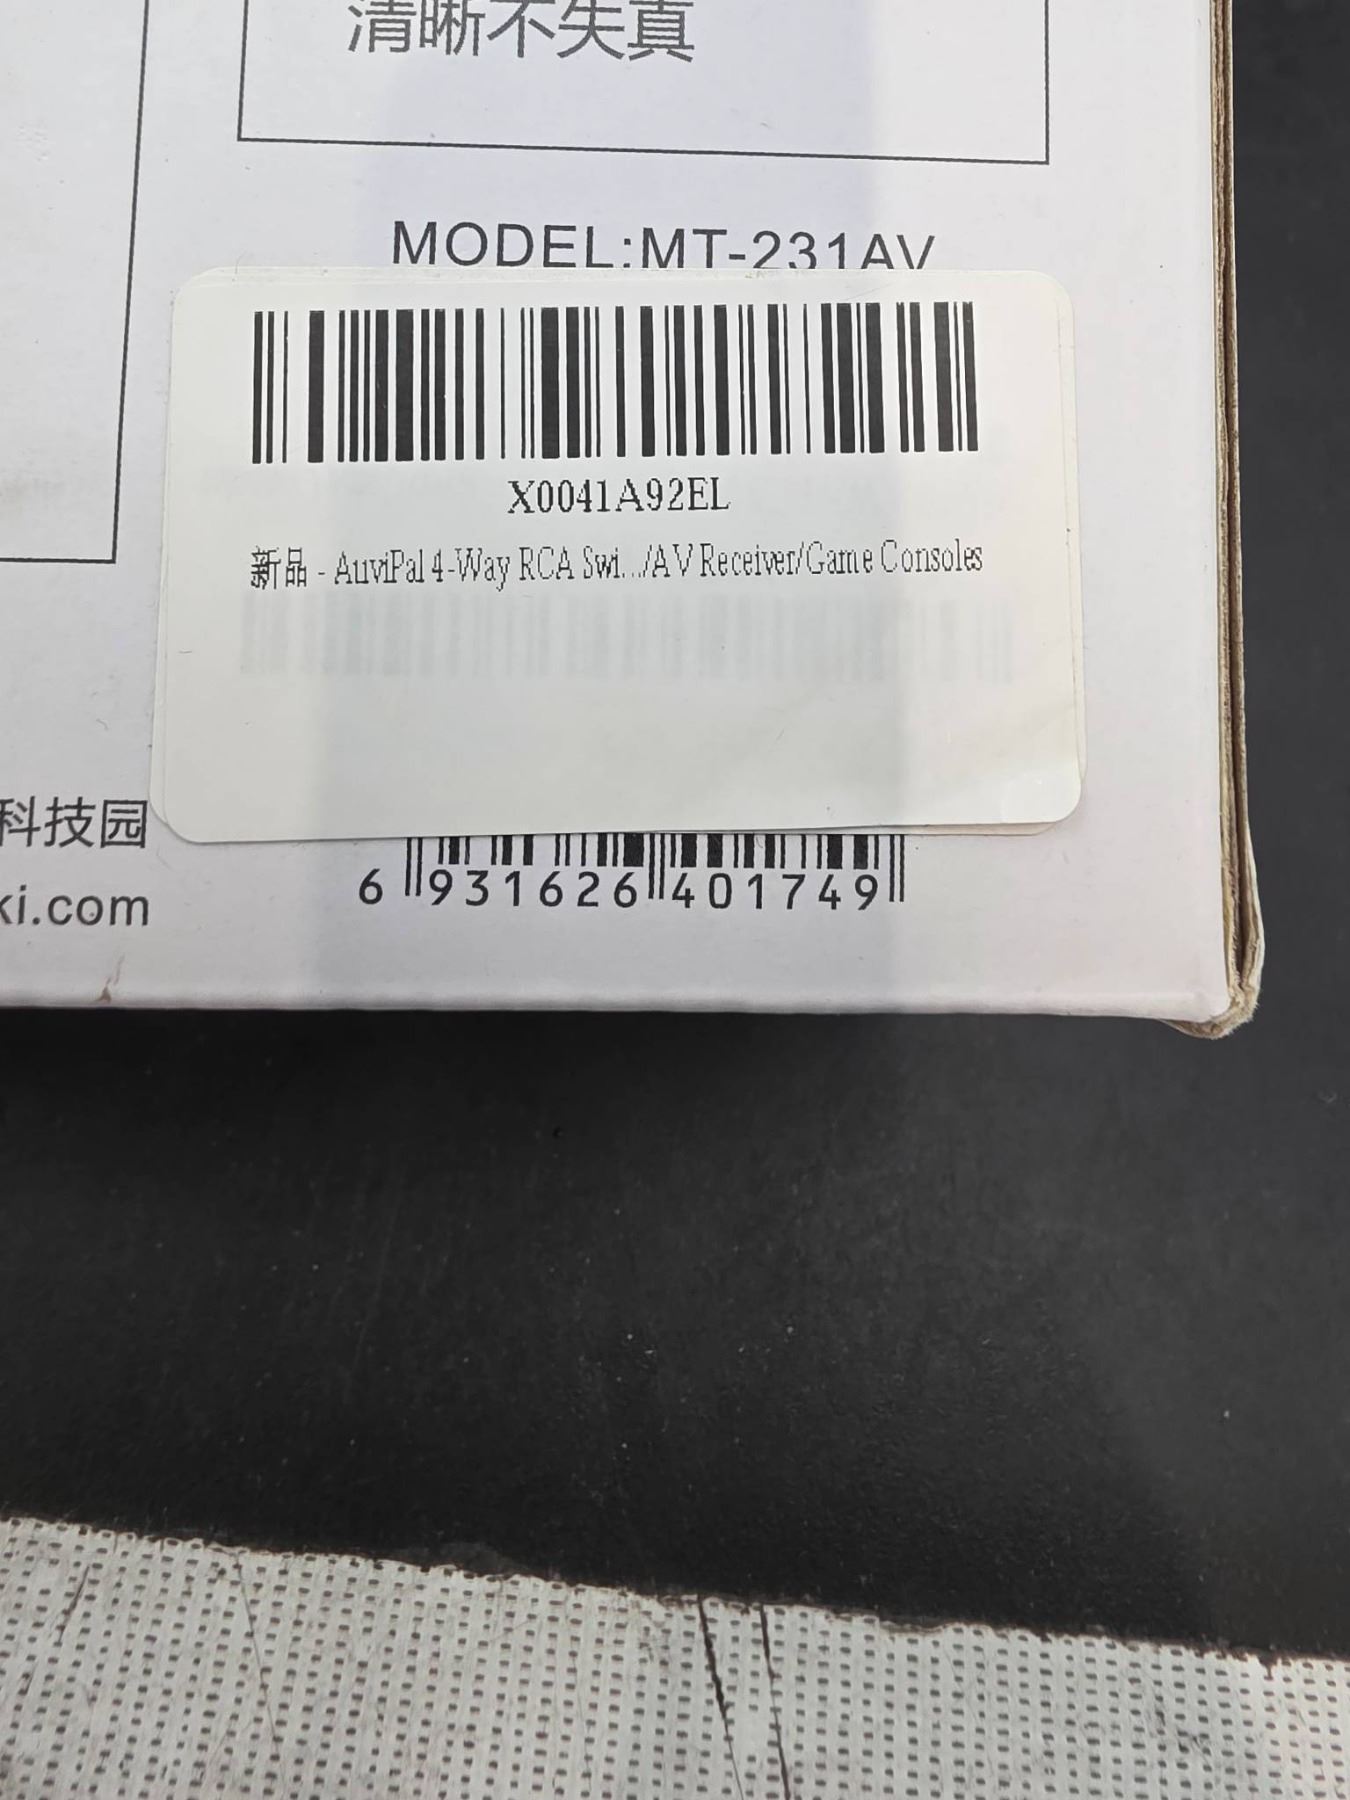 清晰不失真
MODEL:MT-231AV
X0041A92EL
新品 - AuviPal 4-Way RCA Swi.../AV Receiver/Game Consoles
科技园
ki.com
6 931626 401749